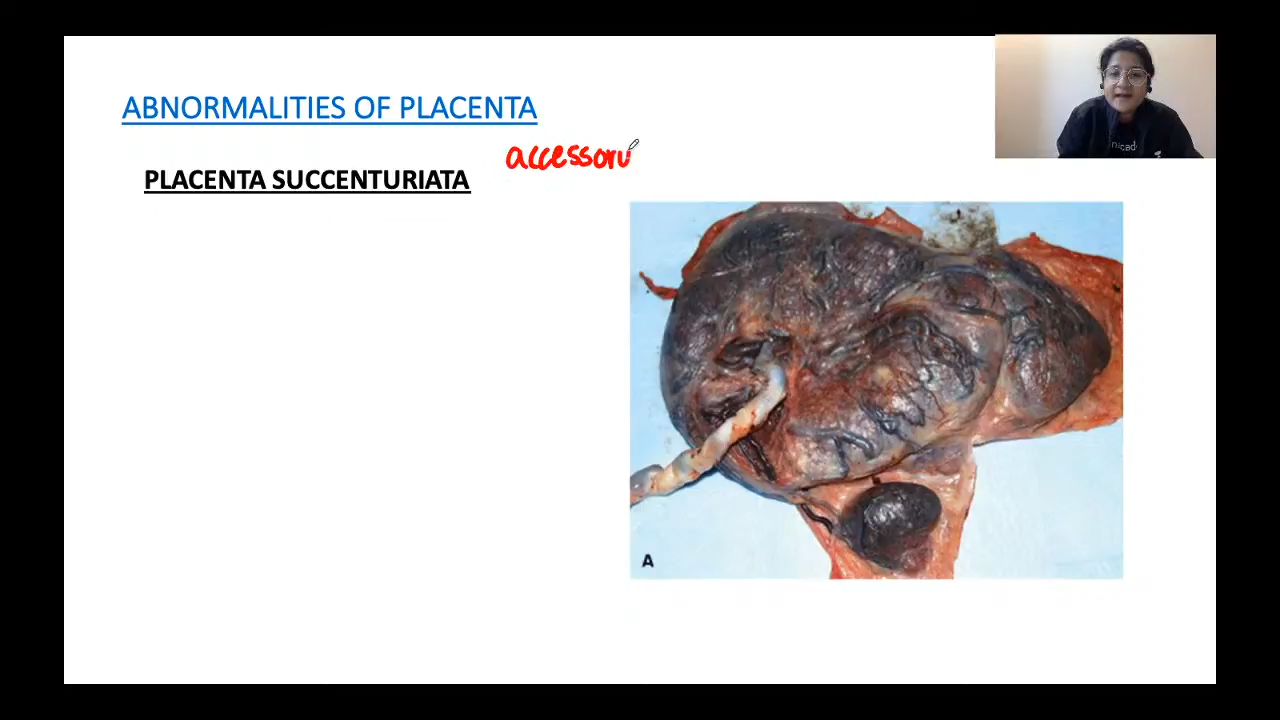 ABNORMALITIES OF PLACENTA
accessory
PLACENTA SUCCENTURIATA
A